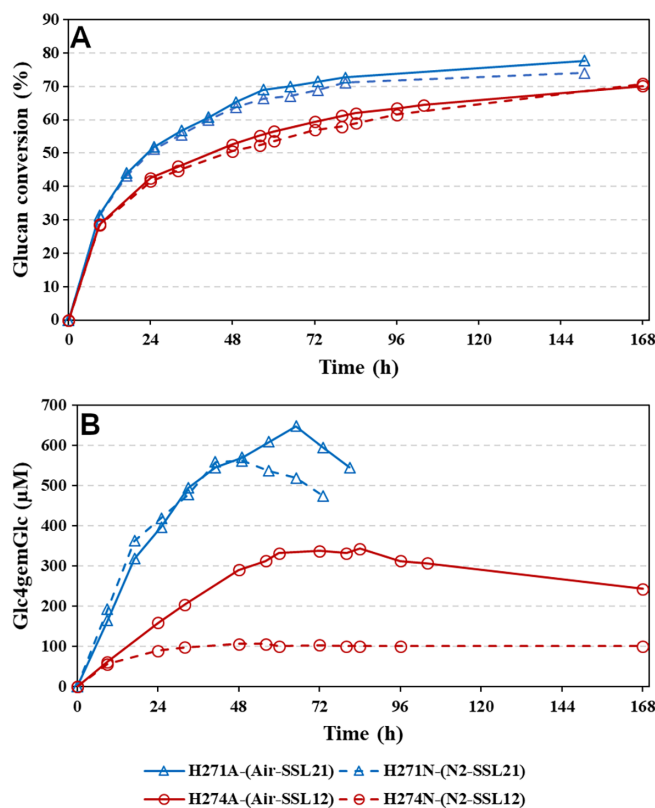 A
90
80
70
60
50
40
30
20
10
0
Glucan conversion (%)
0 24 48 72 96 120 144 168
Time (h)
B
700
600
500
400
300
200
100
0
Glc4gemGlc (µM)
0 24 48 72 96 120 144 168
Time (h)
H271A-(Air-SSL21) H271N-(N2-SSL21)
H274A-(Air-SSL12) H274N-(N2-SSL12)